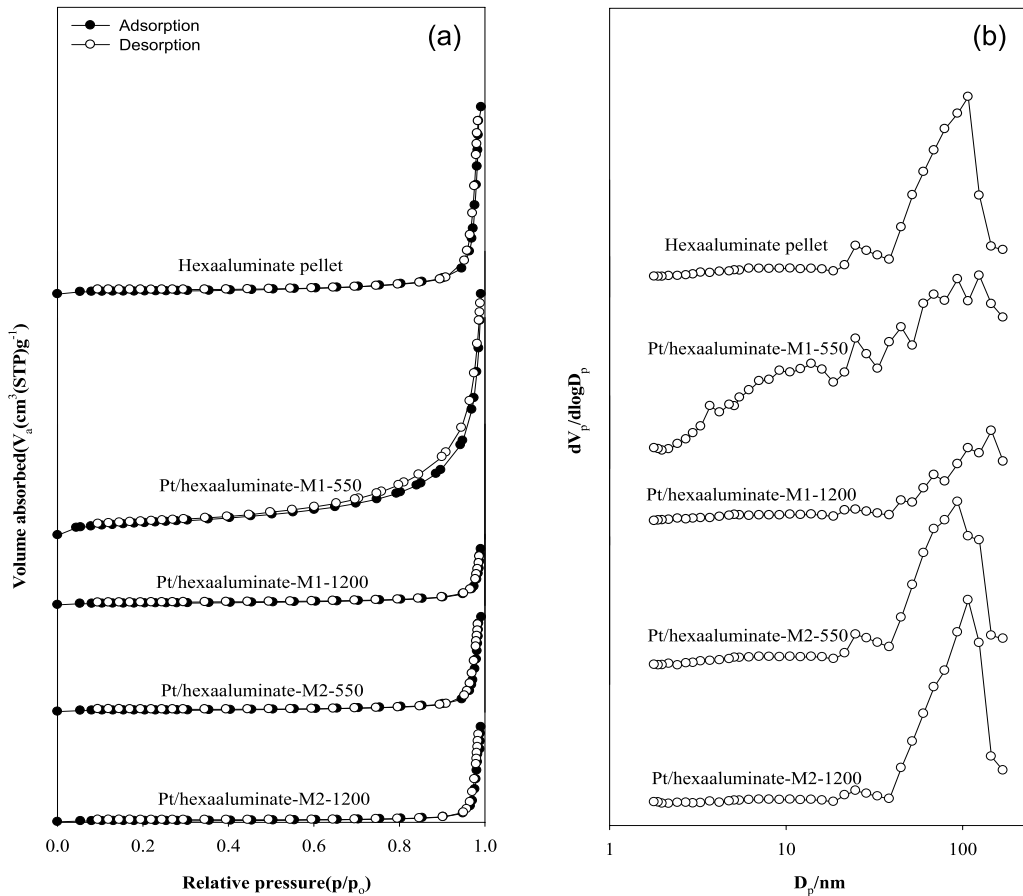 Adsorption
Desorption
(a)
Hexaaluminate pellet
Pt/hexaaluminate-M1-550
Pt/hexaaluminate-M1-1200
Pt/hexaaluminate-M2-550
Pt/hexaaluminate-M2-1200
Volume absorbed(Va(cm3(STP)g-1)
0.0 0.2 0.4 0.6 0.8 1.0
Relative pressure(p/po)
(b)
Hexaaluminate pellet
Pt/hexaaluminate-M1-550
Pt/hexaaluminate-M1-1200
Pt/hexaaluminate-M2-550
Pt/hexaaluminate-M2-1200
dVp/dlogDp
1 10 100
Dp/nm